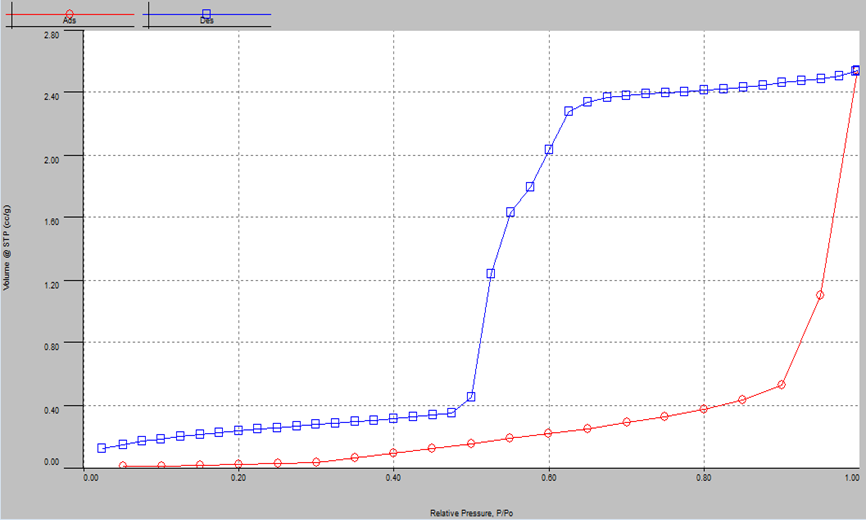 Ads Des
2.80
2.40
2.00
1.60
1.20
0.80
0.40
0.00
Volume @ STP (cc/g)
0.00 0.20 0.40 0.60 0.80 1.00
Relative Pressure, P/Po